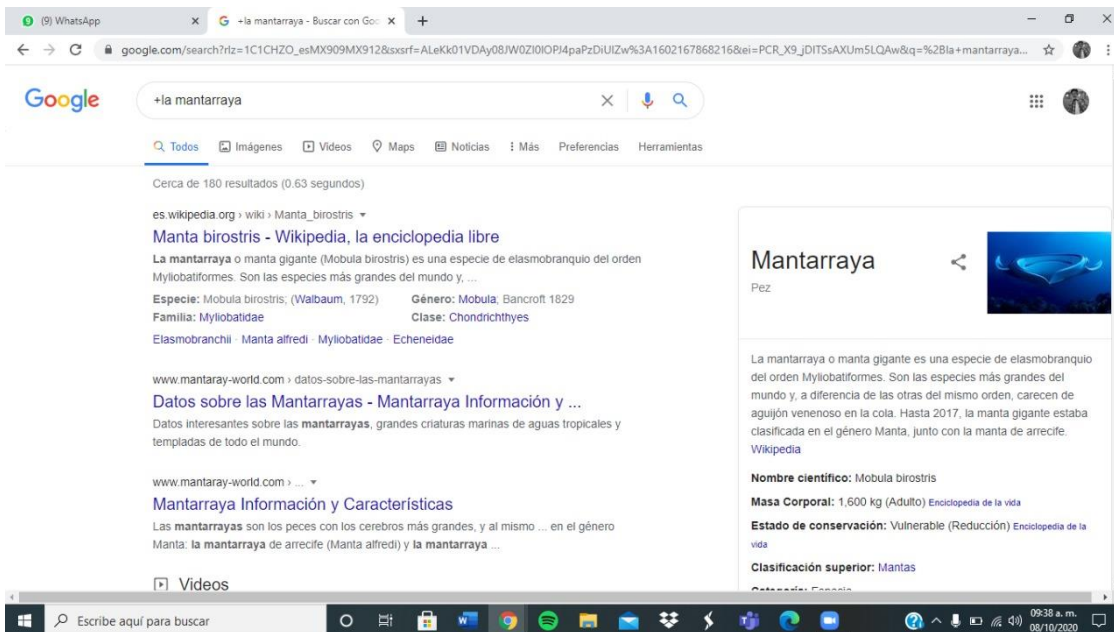 (9) WhatsApp
+la mantarraya - Buscar con Goo
google.com/search?rlz=1C1CHZO_esMX909MX912&sxsrf=ALeKk01VDAy08JW0ZI0IOPJ4paPzDiUIZw%3A1602167868216&ei=PCR_X9_jDITSsAXUm5LQAw&q=%2Bla+mantarraya...
Google
+la mantarraya
Todos Imágenes Videos Maps Noticias Más Preferencias Herramientas
Cerca de 180 resultados (0.63 segundos)
es.wikipedia.org › wiki › Manta_birostris
Manta birostris - Wikipedia, la enciclopedia libre
La mantarraya o manta gigante (Mobula birostris) es una especie de elasmobranquio del orden
Myliobatiformes. Son las especies más grandes del mundo y, ...
Especie: Mobula birostris; (Walbaum, 1792) Género: Mobula; Bancroft 1829
Familia: Myliobatidae Clase: Chondrichthyes
Elasmobranchii · Manta alfredi · Myliobatidae · Echeneidae
www.mantaray-world.com › datos-sobre-las-mantarrayas
Datos sobre las Mantarrayas - Mantarraya Información y ...
Datos interesantes sobre las mantarrayas, grandes criaturas marinas de aguas tropicales y
templadas de todo el mundo.
www.mantaray-world.com › ...
Mantarraya Información y Características
Las mantarrayas son los peces con los cerebros más grandes, y al mismo ... en el género
Manta: la mantarraya de arrecife (Manta alfredi) y la mantarraya ...
Videos
Mantarraya
Pez
La mantarraya o manta gigante es una especie de elasmobranquio
del orden Myliobatiformes. Son las especies más grandes del
mundo y, a diferencia de las otras del mismo orden, carecen de
aguijón venenoso en la cola. Hasta 2017, la manta gigante estaba
clasificada en el género Manta, junto con la manta de arrecife.
Wikipedia
Nombre científico: Mobula birostris
Masa Corporal: 1,600 kg (Adulto) Enciclopedia de la vida
Estado de conservación: Vulnerable (Reducción) Enciclopedia de la
vida
Clasificación superior: Mantas
Categoría: Especie
Escribe aquí para buscar
09:38 a. m.
08/10/2020